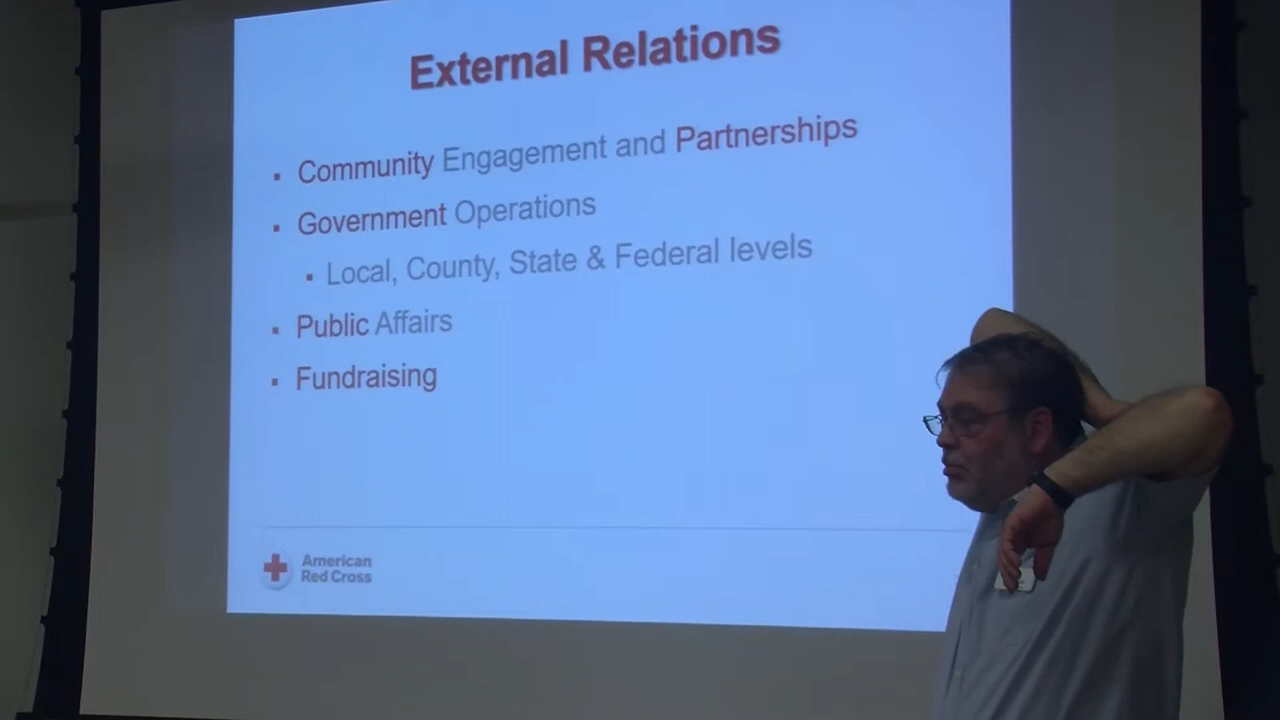 External Relations
Community Engagement and Partnerships
Government Operations
Local, County, State & Federal levels
Public Affairs
Fundraising
American
Red Cross